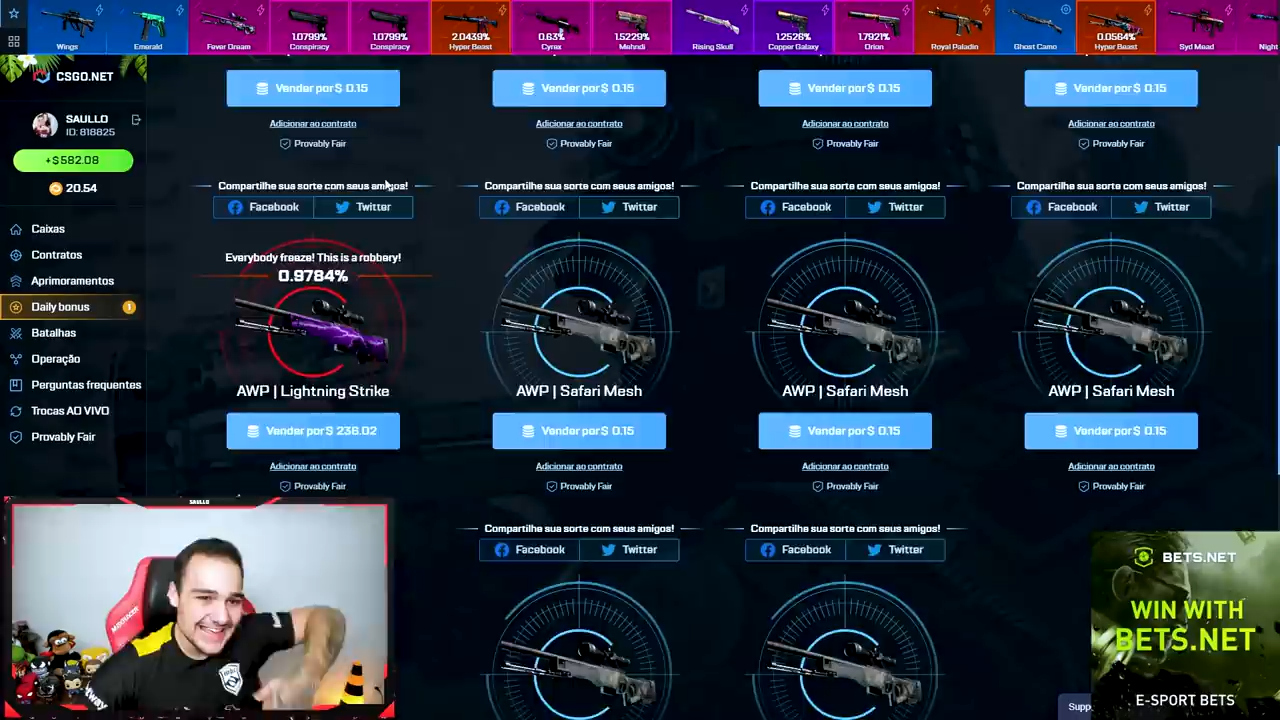 Wings
Emerald
Fever Dream
1.0799%
Conspiracy
1.0799%
Conspiracy
2.0439%
Hyper Beast
0.63%
Cyrex
1.5229%
Mehndi
Rising Skull
1.2526%
Copper Galaxy
1.7921%
Orion
Royal Paladin
Ghost Camo
0.0564%
Hyper Beast
Syd Mead
Night
CSGO.NET
SAULLO
ID: 818825
+$582.08
20.54
Caixas
Contratos
Aprimoramentos
Daily bonus
1
Batalhas
Operação
Perguntas frequentes
Trocas AO VIVO
Provably Fair
Vender por $ 0.15
Vender por $ 0.15
Vender por $ 0.15
Vender por $ 0.15
Adicionar ao contrato
Adicionar ao contrato
Adicionar ao contrato
Adicionar ao contrato
Provably Fair
Provably Fair
Provably Fair
Provably Fair
Compartilhe sua sorte com seus amigos!
Compartilhe sua sorte com seus amigos!
Compartilhe sua sorte com seus amigos!
Compartilhe sua sorte com seus amigos!
Facebook
Twitter
Facebook
Twitter
Facebook
Twitter
Facebook
Twitter
Everybody freeze! This is a robbery!
0.9784%
AWP | Lightning Strike
AWP | Safari Mesh
AWP | Safari Mesh
AWP | Safari Mesh
Vender por $ 236.02
Vender por $ 0.15
Vender por $ 0.15
Vender por $ 0.15
Adicionar ao contrato
Adicionar ao contrato
Adicionar ao contrato
Adicionar ao contrato
Provably Fair
Provably Fair
Provably Fair
Provably Fair
Compartilhe sua sorte com seus amigos!
Compartilhe sua sorte com seus amigos!
Facebook
Twitter
Facebook
Twitter
SAULLO
BETS.NET
WIN WITH
BETS.NET
E-SPORT BETS
Supp